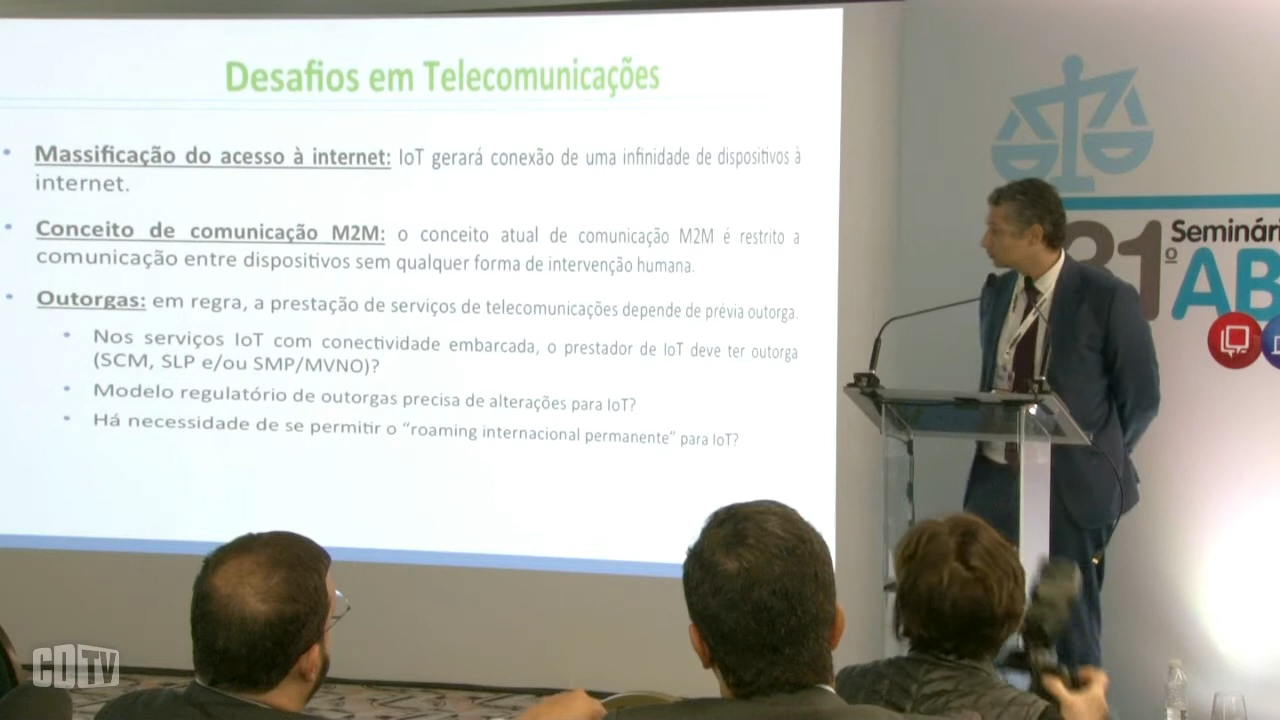 Desafios em Telecomunicações
• Massificação do acesso à internet: IoT gerará conexão de uma infinidade de dispositivos à
internet.
• Conceito de comunicação M2M: o conceito atual de comunicação M2M é restrito a
comunicação entre dispositivos sem qualquer forma de intervenção humana.
• Outorgas: em regra, a prestação de serviços de telecomunicações depende de prévia outorga.
• Nos serviços IoT com conectividade embarcada, o prestador de IoT deve ter outorga
(SCM, SLP e/ou SMP/MVNO)?
• Modelo regulatório de outorgas precisa de alterações para IoT?
• Há necessidade de se permitir o “roaming internacional permanente” para IoT?
31º Seminári
AB
CDTV